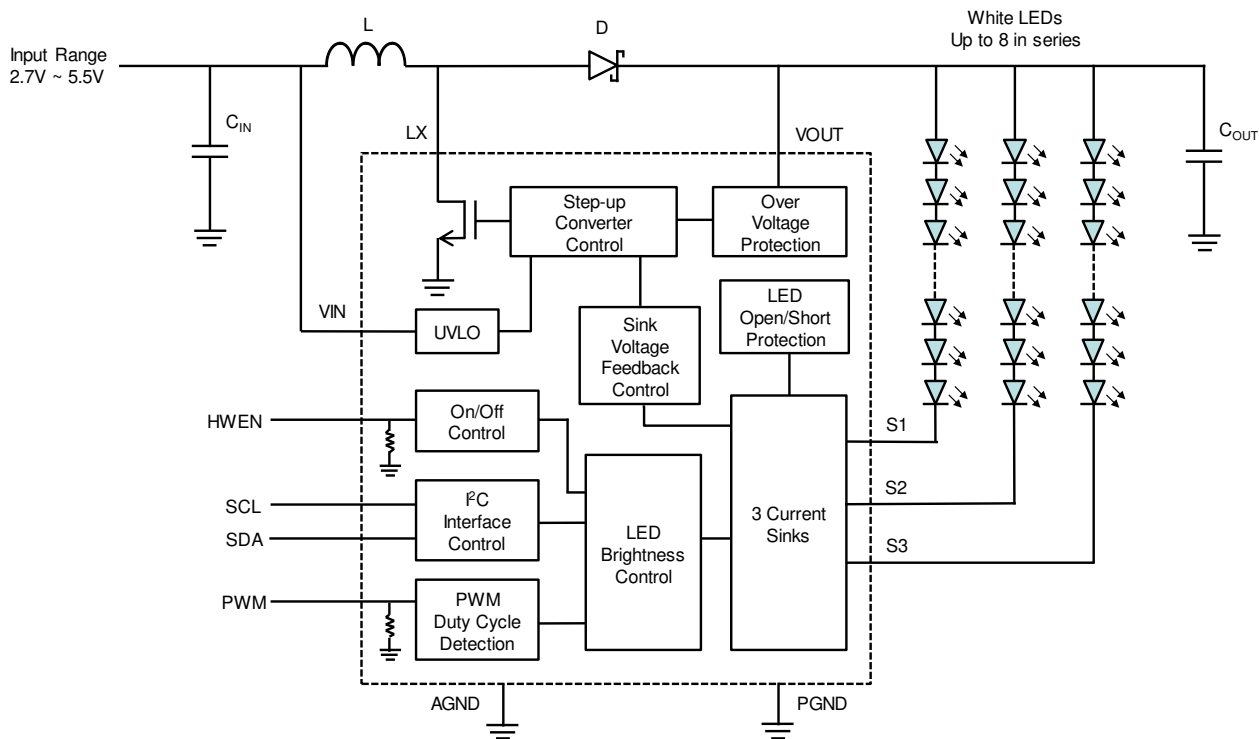 White LEDs
Up to 8 in series
L
D
Input Range
2.7V ~ 5.5V
CIN
LX
VOUT
COUT
Step-up
Converter
Control
Over
Voltage
Protection
VIN
UVLO
Sink
Voltage
Feedback
Control
LED
Open/Short
Protection
HWEN
On/Off
Control
S1
SCL
SDA
I²C
Interface
Control
LED
Brightness
Control
3 Current
Sinks
S2
S3
PWM
PWM
Duty Cycle
Detection
AGND
PGND